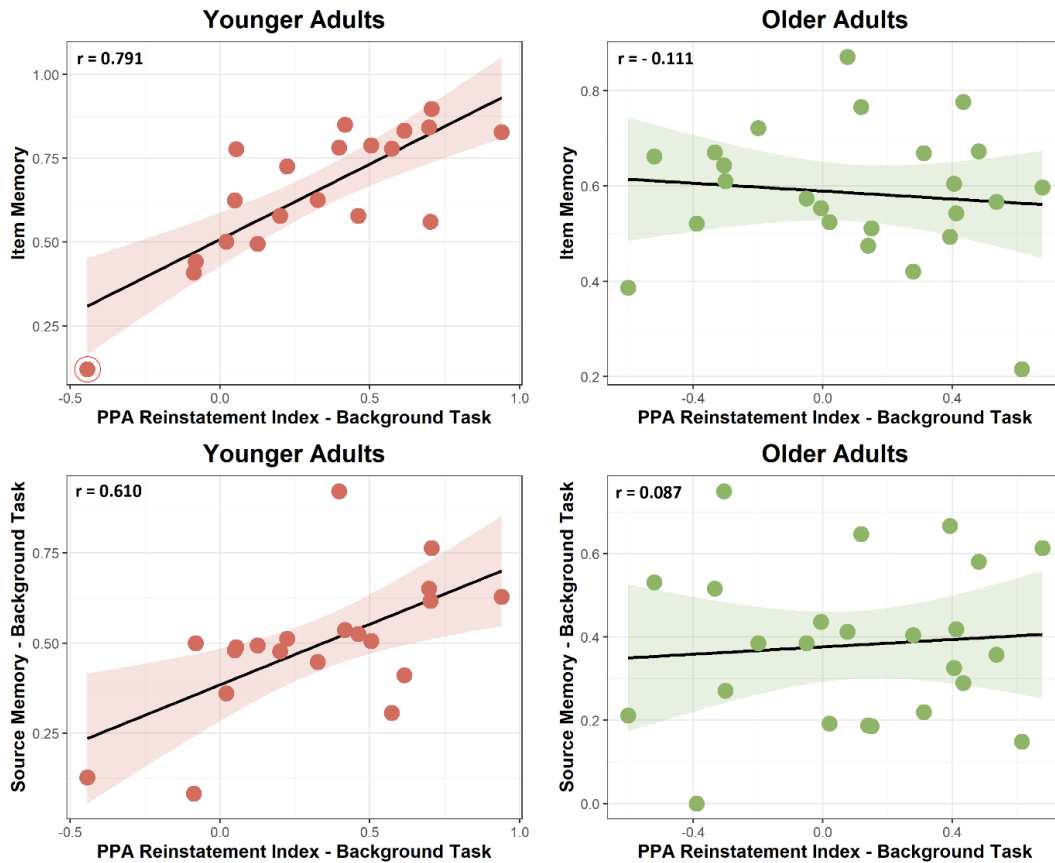 Younger Adults
r = 0.791
Item Memory
1.00
0.75
0.50
0.25
-0.5
0.0
0.5
1.0
PPA Reinstatement Index - Background Task
Older Adults
r = - 0.111
Item Memory
0.8
0.6
0.4
0.2
-0.4
0.0
0.4
PPA Reinstatement Index - Background Task
Younger Adults
r = 0.610
Source Memory - Background Task
0.75
0.50
0.25
-0.5
0.0
0.5
1.0
PPA Reinstatement Index - Background Task
Older Adults
r = 0.087
Source Memory - Background Task
0.6
0.4
0.2
0.0
-0.4
0.0
0.4
PPA Reinstatement Index - Background Task